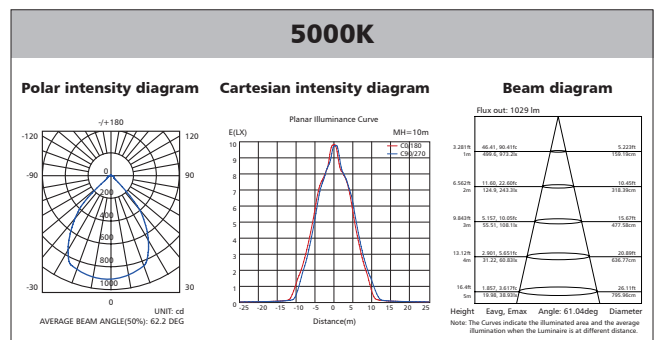 5000K
Polar intensity diagram
Cartesian intensity diagram
Beam diagram
-/+180
-120
120
-90
90
-30
30
0
200
400
600
800
1000
0
UNIT: cd
AVERAGE BEAM ANGLE(50%): 62.2 DEG
Planar Illuminance Curve
E(LX)
MH=10m
C0/180
C90/270
10
9
8
7
6
5
4
3
2
1
0
-25 -20 -15 -10 -5 0 5 10 15 20 25
Distance(m)
Flux out: 1029 lm
3.281ft 46.41, 90.41fc 5.223ft
1m 499.6, 973.2lx 159.19cm
6.562ft 11.60, 22.60fc 10.45ft
2m 124.9, 243.3lx 318.39cm
9.843ft 5.157, 10.05fc 15.67ft
3m 55.51, 108.1lx 477.58cm
13.12ft 2.901, 5.651fc 20.89ft
4m 31.22, 60.83lx 636.77cm
16.4ft 1.857, 3.617fc 26.11ft
5m 19.98, 38.93lx 795.96cm
Height Eavg, Emax Angle: 61.04deg Diameter
Note: The Curves indicate the illuminated area and the average
illumination when the Luminaire is at different distance.